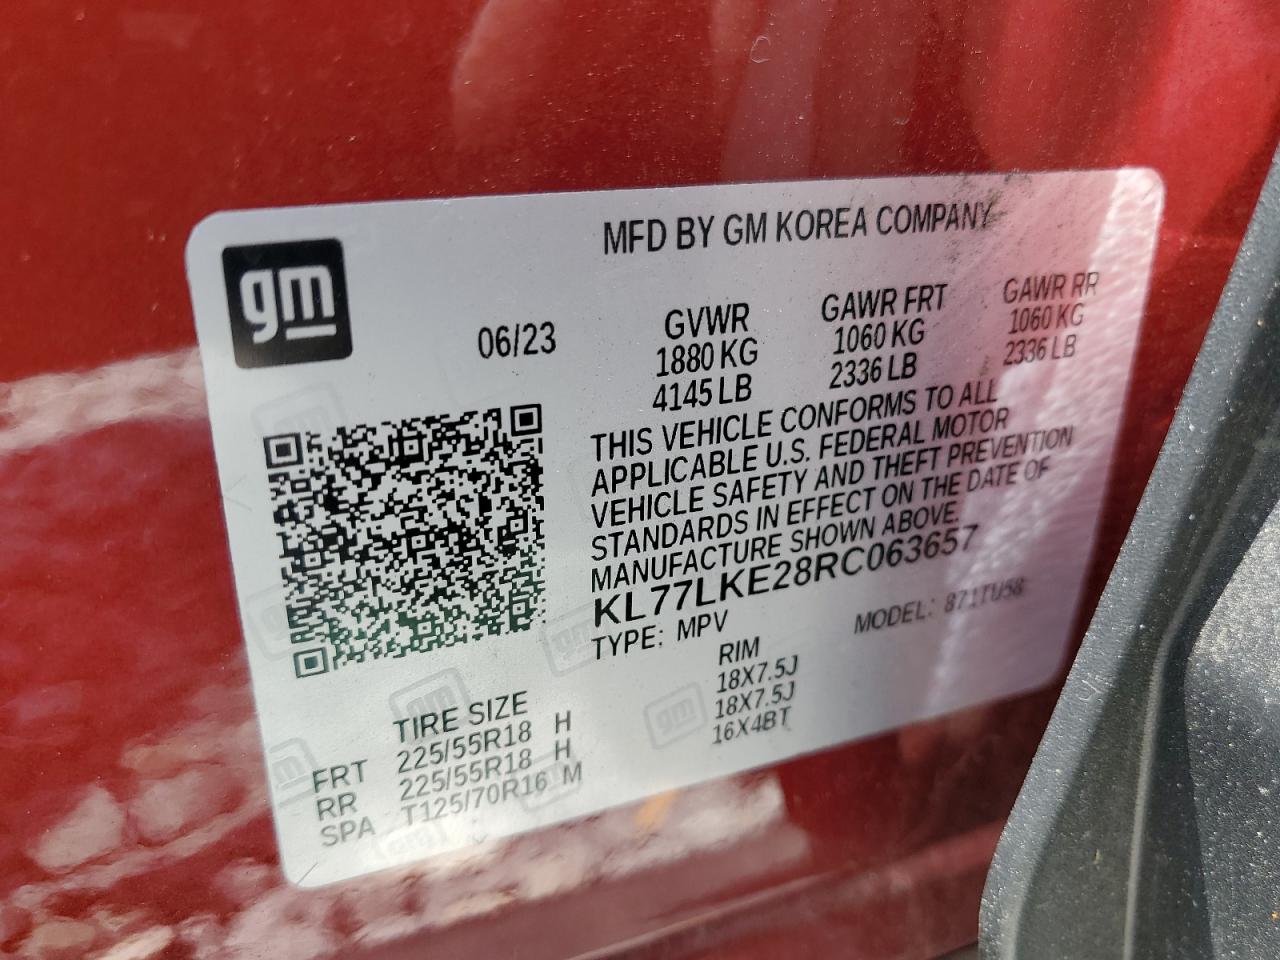 gm
MFD BY GM KOREA COMPANY
06/23
GVWR GAWR FRT GAWR RR
1880 KG 1060 KG 1060 KG
4145 LB 2336 LB 2336 LB
THIS VEHICLE CONFORMS TO ALL
APPLICABLE U.S. FEDERAL MOTOR
VEHICLE SAFETY AND THEFT PREVENTION
STANDARDS IN EFFECT ON THE DATE OF
MANUFACTURE SHOWN ABOVE.
KL77LKE28RC063657
TYPE: MPV MODEL: 871TU58
TIRE SIZE RIM
FRT 225/55R18 H 18X7.5J
RR 225/55R18 H 18X7.5J
SPA T125/70R16 M 16X4BT